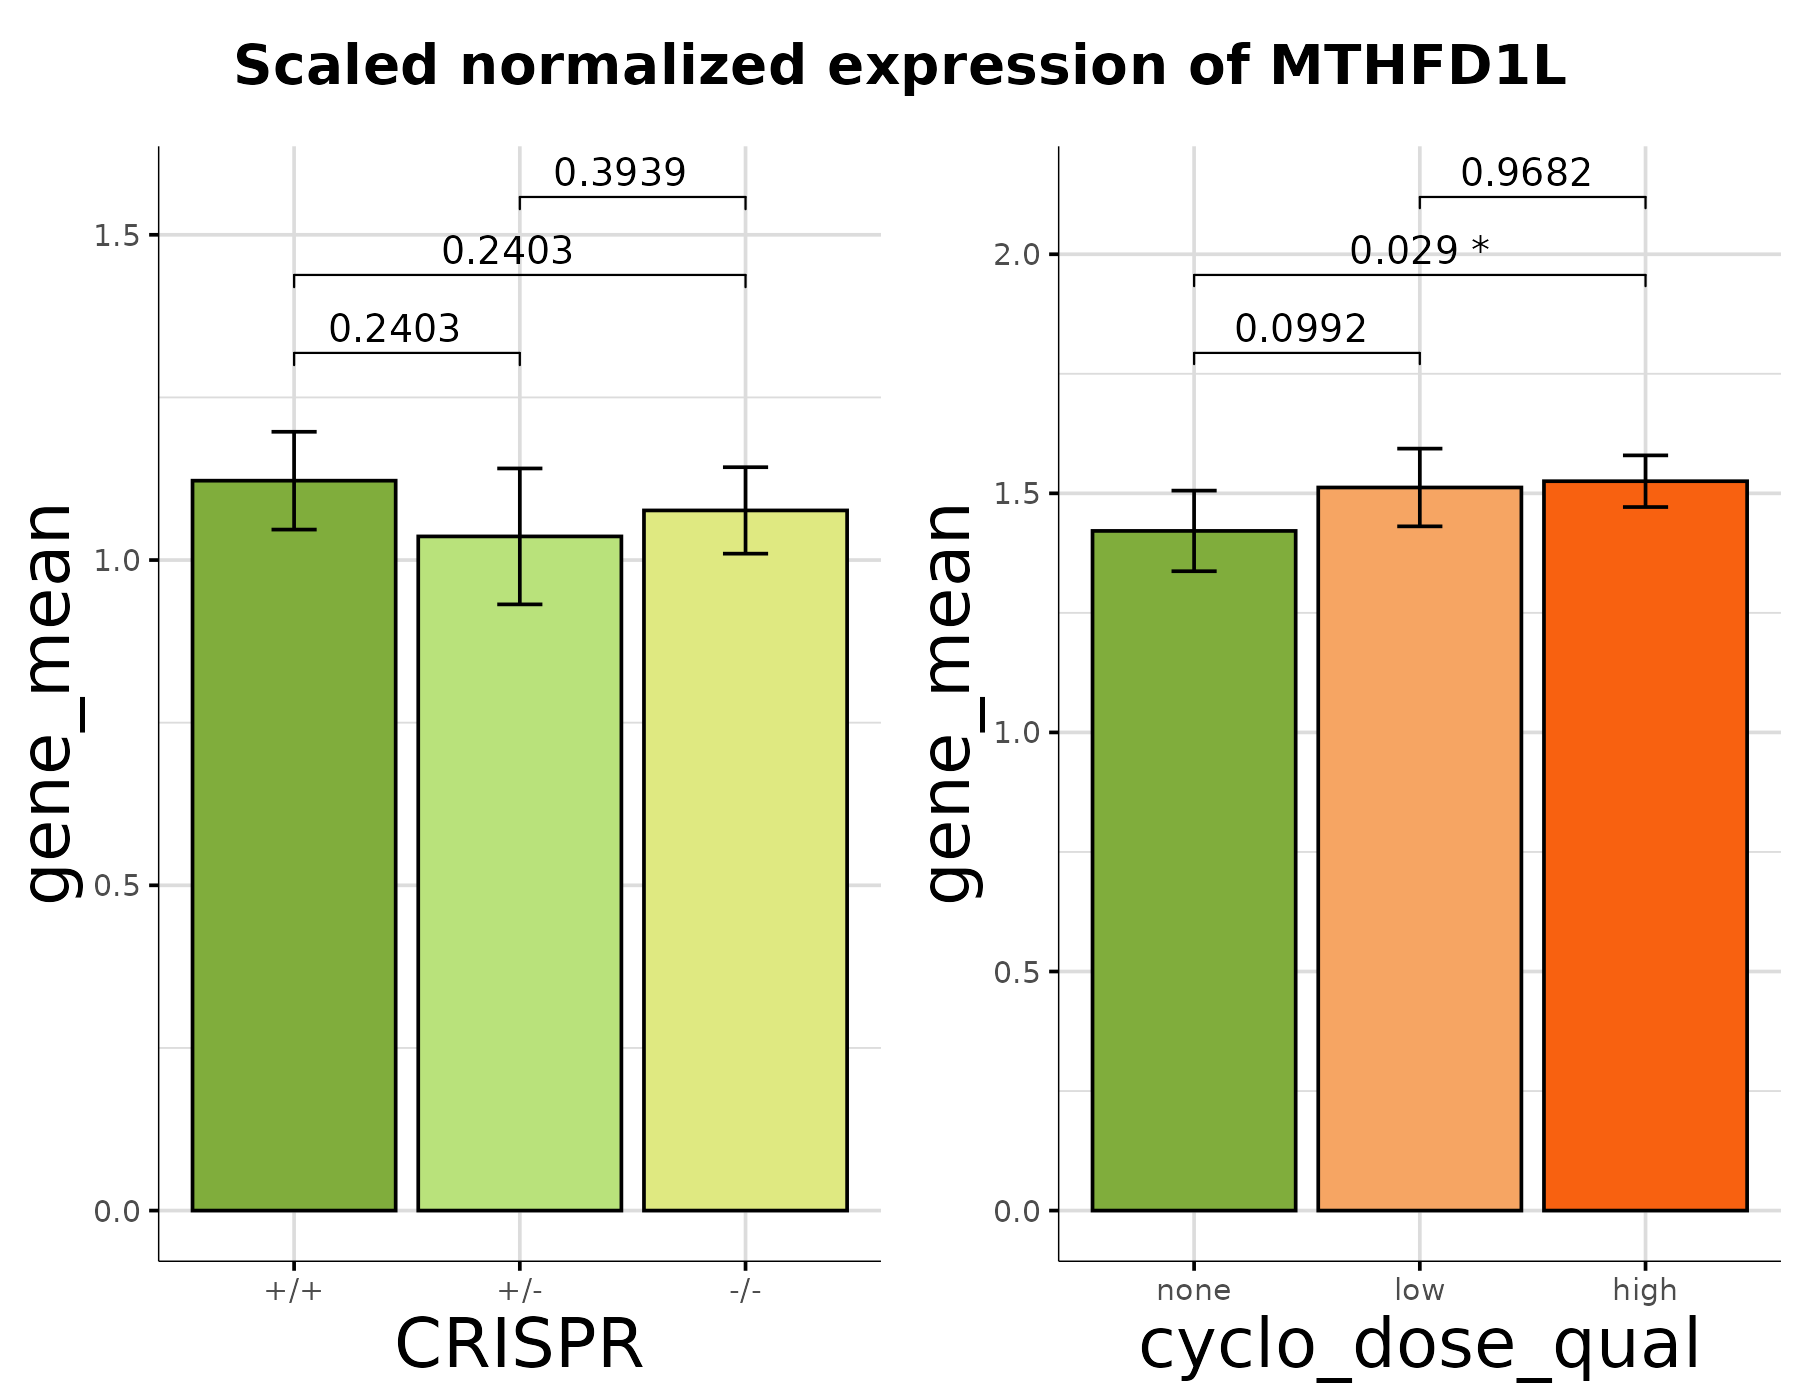 Scaled normalized expression of MTHFD1L
gene_mean
1.5
1.0
0.5
0.0
0.3939
0.2403
0.2403
+/+
+/-
-/-
CRISPR
gene_mean
2.0
1.5
1.0
0.5
0.0
0.9682
0.029 *
0.0992
none
low
high
cyclo_dose_qual